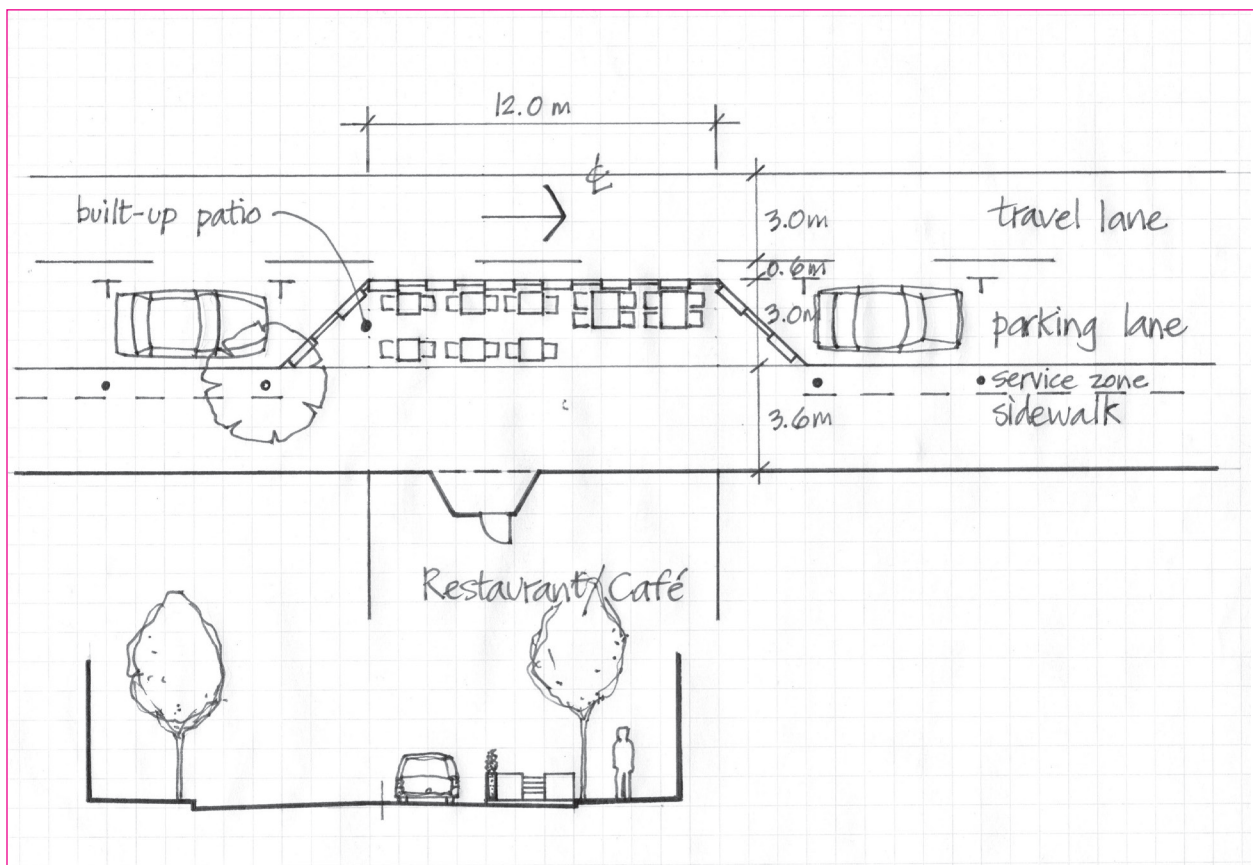 12.0 m
℄
built-up patio
3.0m
travel lane
0.6m
3.0m
parking lane
service zone
3.6m
sidewalk
Restaurant/Café